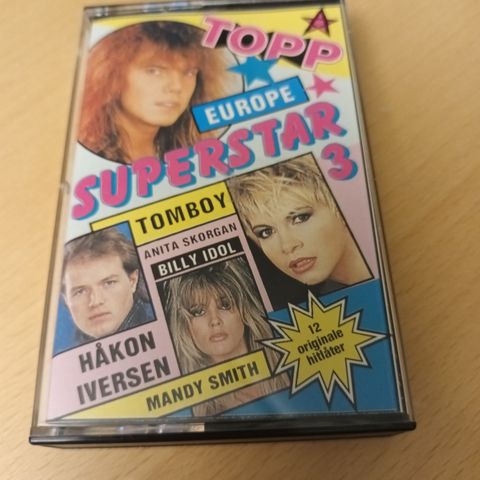 TOPP
EUROPE
SUPERSTAR
3
TOMBOY
ANITA SKORGAN
BILLY IDOL
HÅKON
IVERSEN
MANDY SMITH
12
originale
hitlåter